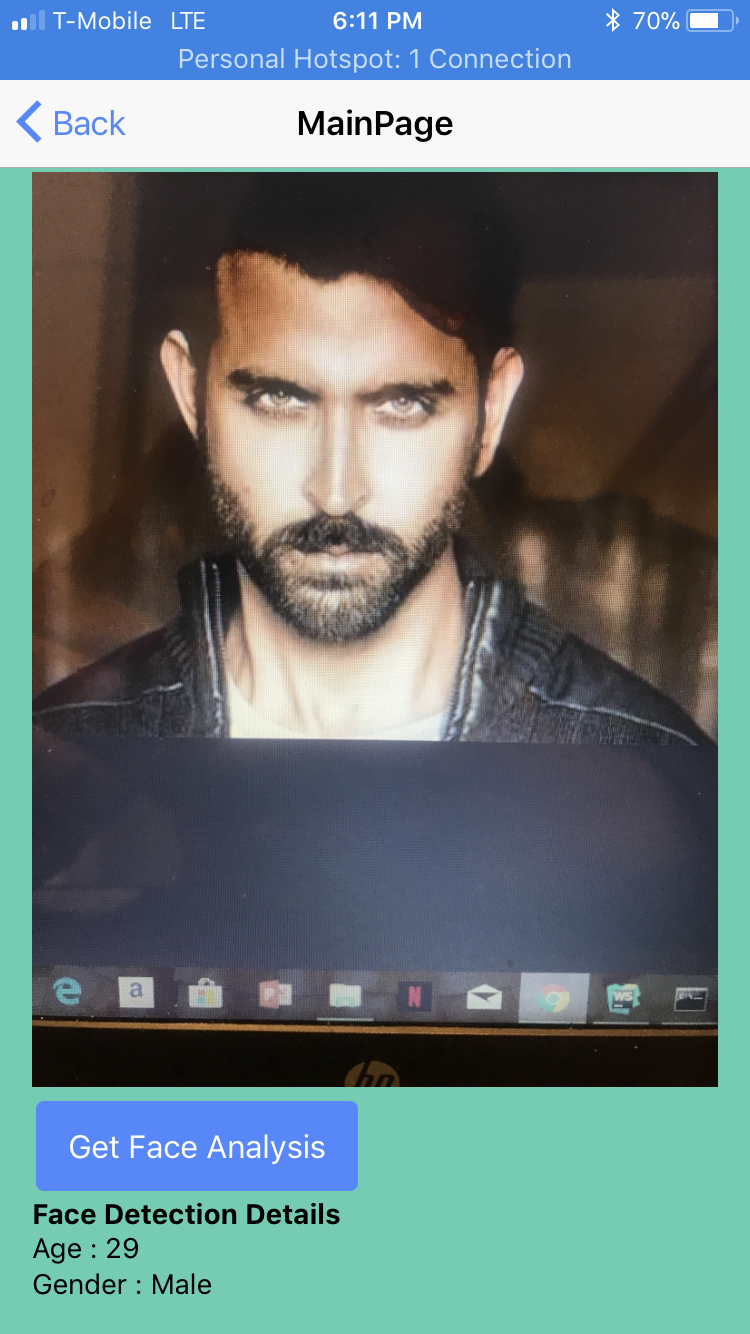 T-Mobile LTE 6:11 PM 70%
Personal Hotspot: 1 Connection
Back MainPage
a P N WS
hp
Get Face Analysis
Face Detection Details
Age : 29
Gender : Male